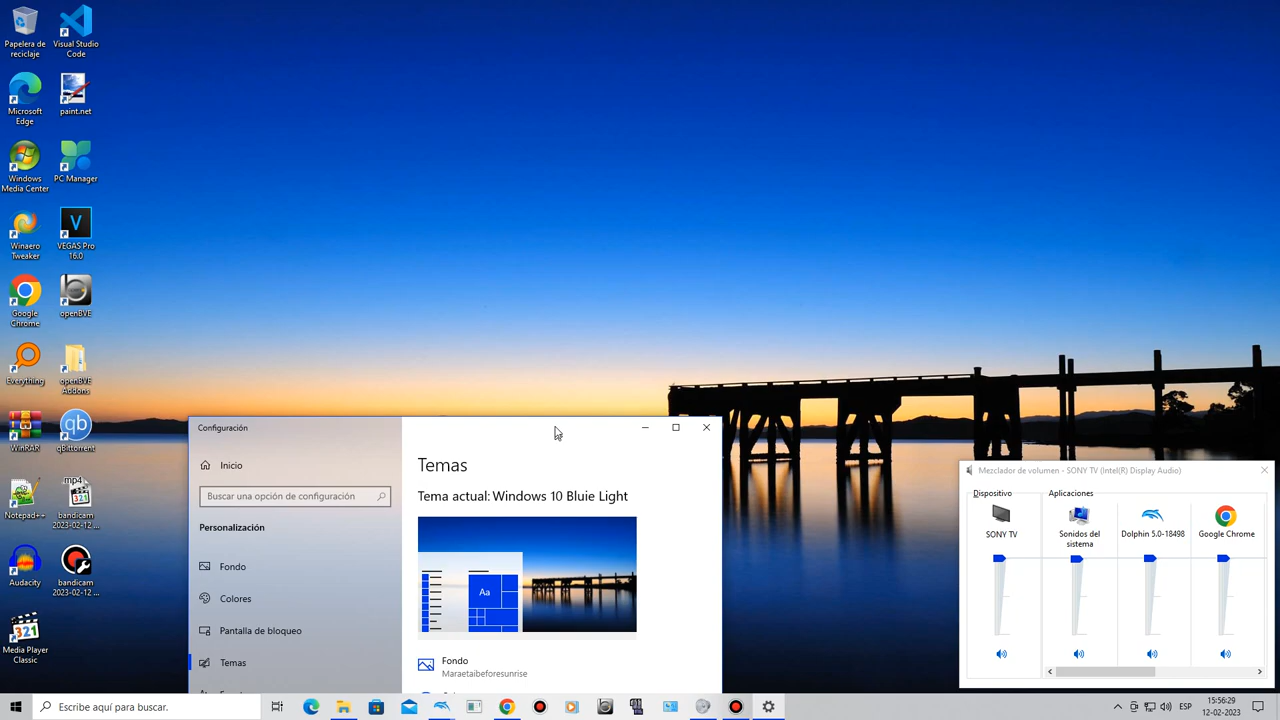 Papelera de
reciclaje
Visual Studio
Code
Microsoft
Edge
paint.net
Windows
Media Center
PC Manager
Winaero
Tweaker
VEGAS Pro
16.0
Google
Chrome
openBVE
Everything
openBVE
Addons
WinRAR
qBittorrent
Notepad++
mp4
bandicam
2023-02-12 ...
Audacity
bandicam
2023-02-12 ...
Media Player
Classic
Configuración
Inicio
Buscar una opción de configuración
Personalización
Fondo
Colores
Pantalla de bloqueo
Temas
Temas
Tema actual: Windows 10 Bluie Light
Aa
Fondo
Maraetaibeforesunrise
Mezclador de volumen - SONY TV (Intel(R) Display Audio)
Dispositivo
Aplicaciones
SONY TV
Sonidos del
sistema
Dolphin 5.0-18498
Google Chrome
Escribe aquí para buscar.
ESP
15:56:29
12-02-2023